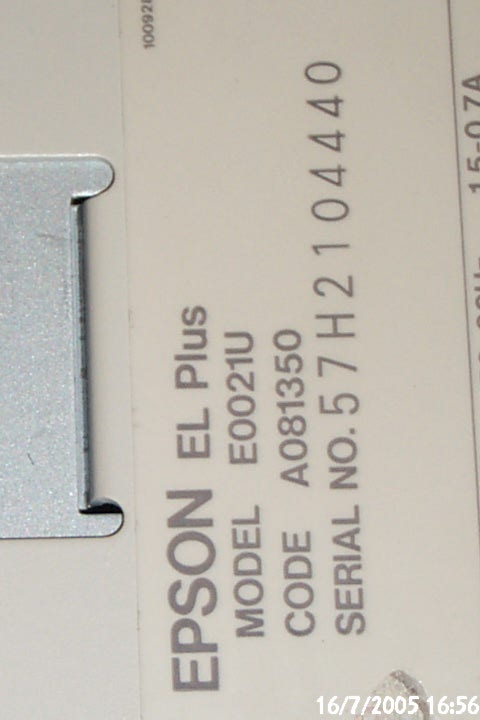 EPSON EL Plus
MODEL E0021U
CODE A081350
SERIAL NO. 57H2104440
16/7/2005 16:56